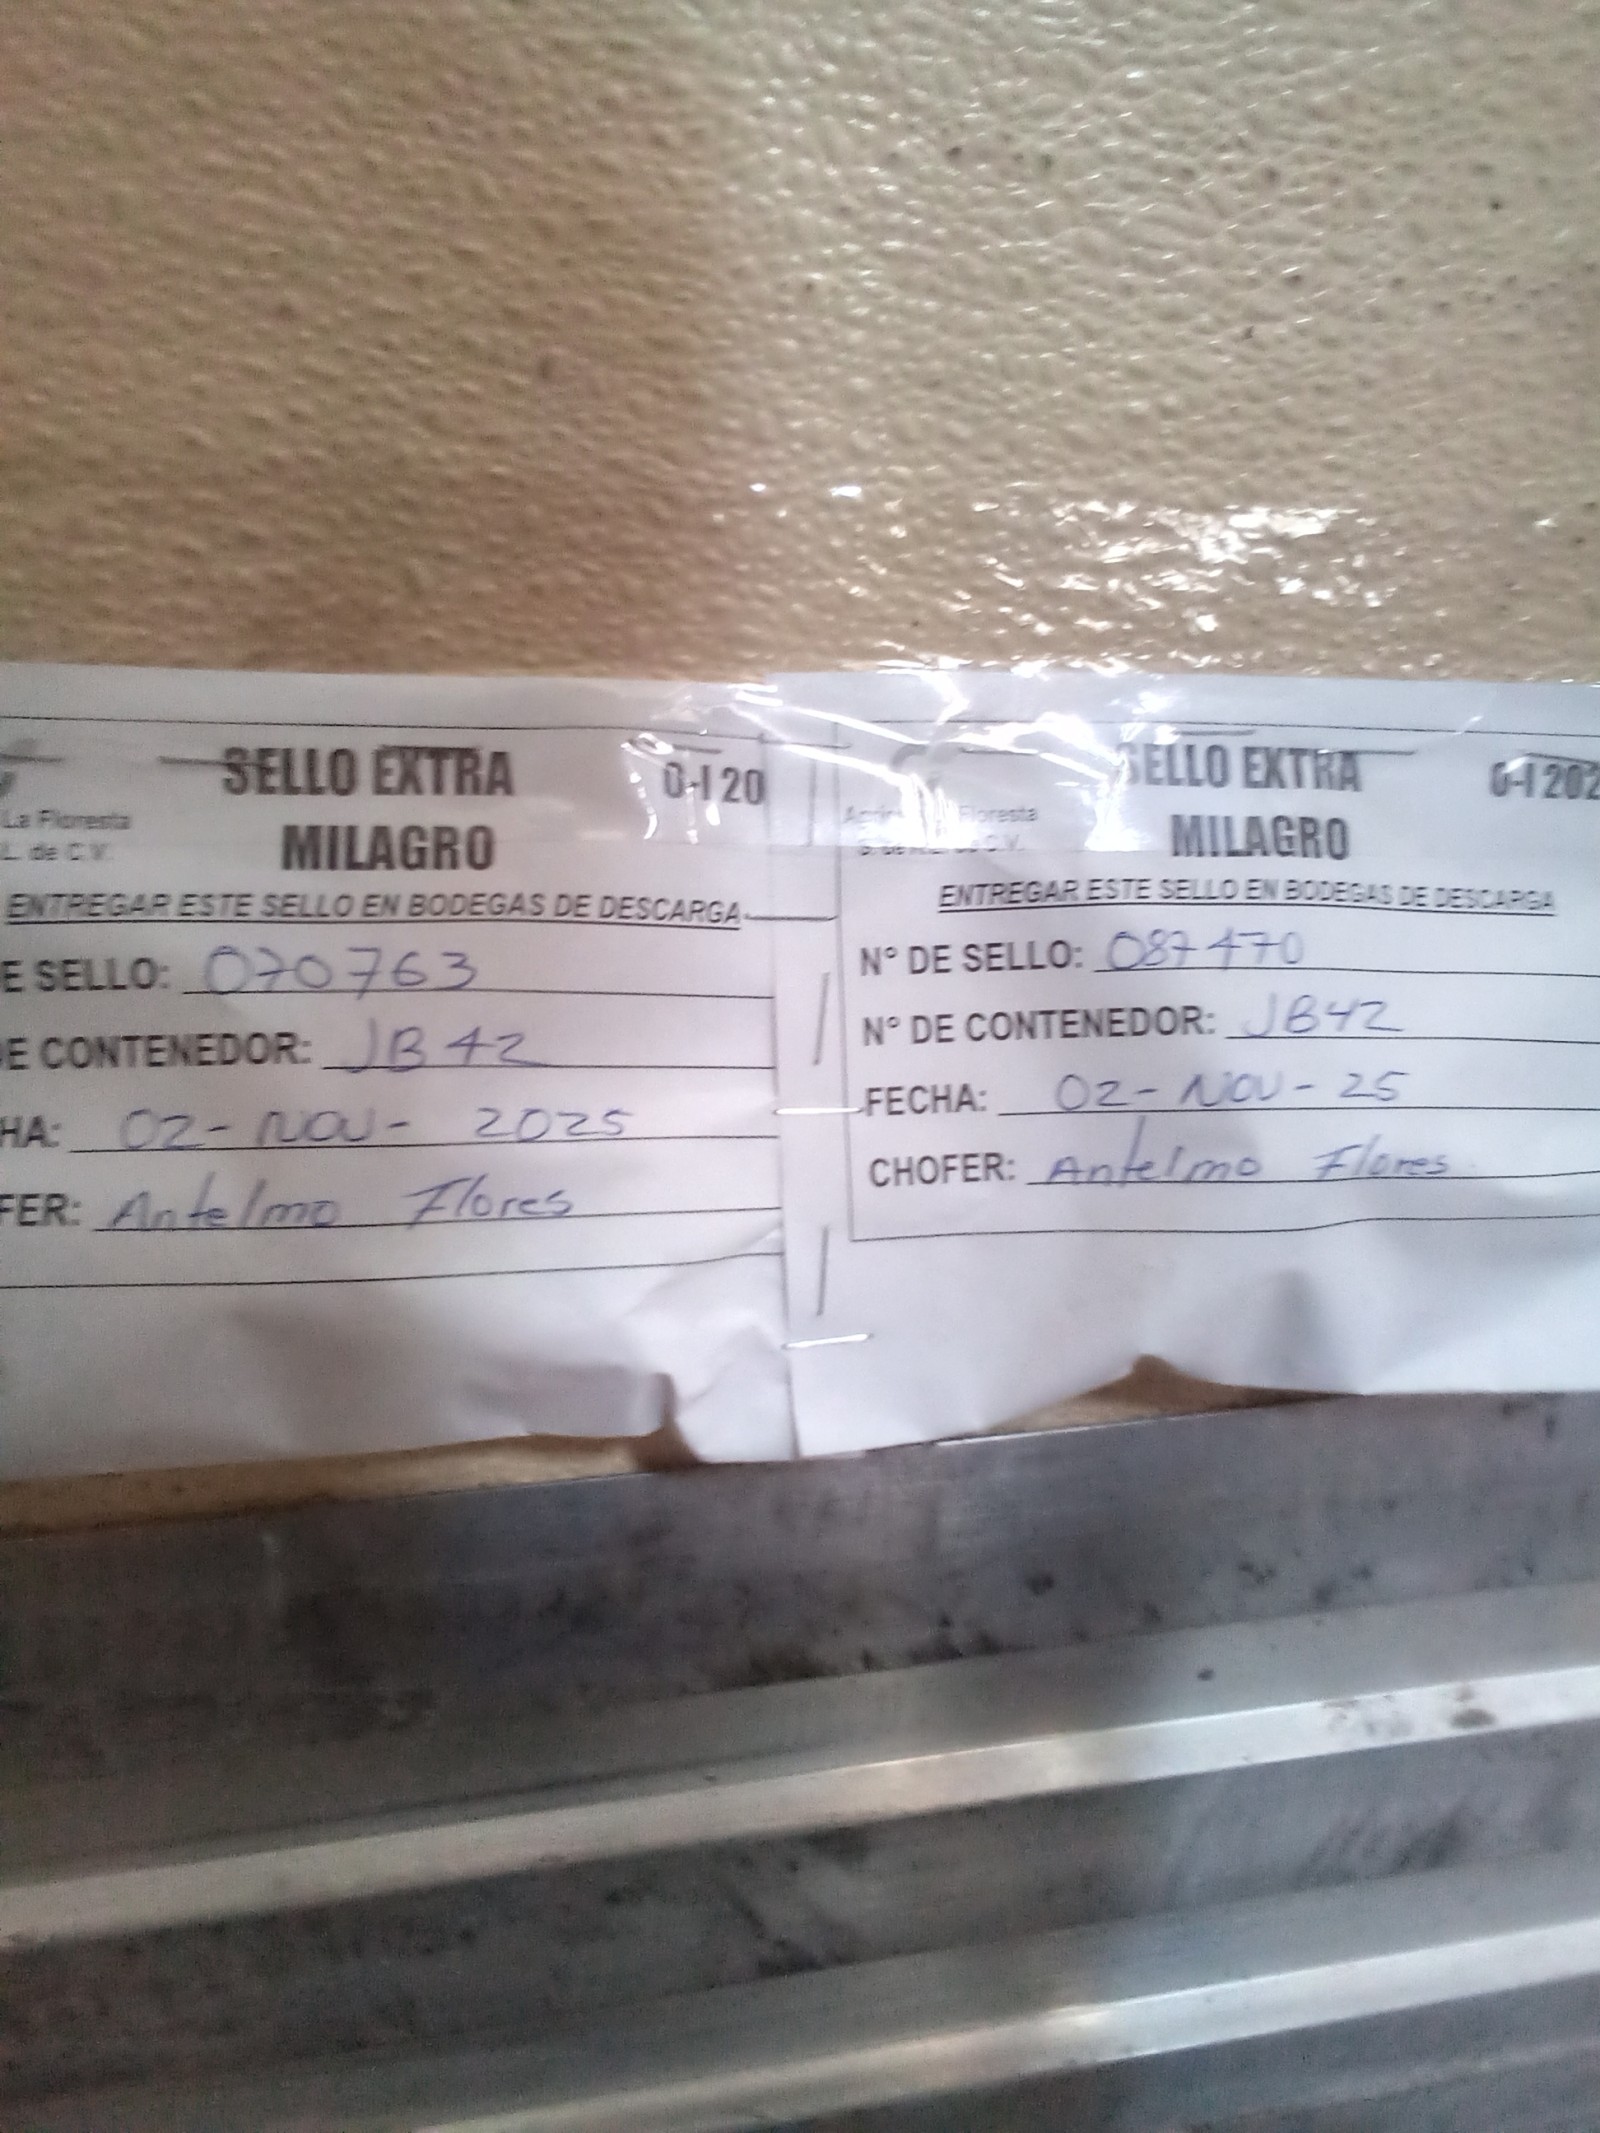 SELLO EXTRA
0-I 20
La Floresta
L. de C.V.
MILAGRO
ENTREGAR ESTE SELLO EN BODEGAS DE DESCARGA
E SELLO: 070763
DE CONTENEDOR: JB42
HA: 02-NOV-2025
FER: Antelmo Flores
SELLO EXTRA
0-I 202
Floresta
C.V.
MILAGRO
ENTREGAR ESTE SELLO EN BODEGAS DE DESCARGA
N° DE SELLO: 087470
N° DE CONTENEDOR: JB42
FECHA: 02-NOV-25
CHOFER: Antelmo Flores